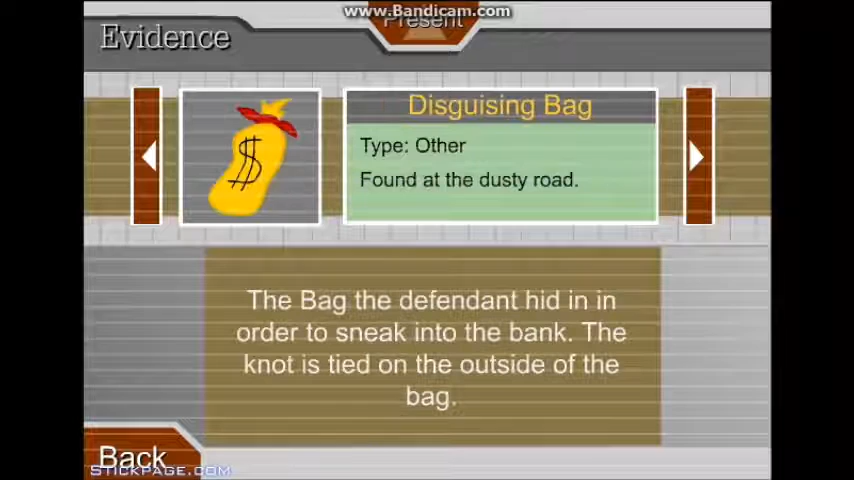 www.Bandicam.com
Present
Evidence
Disguising Bag
Type: Other
Found at the dusty road.
$
The Bag the defendant hid in in
order to sneak into the bank. The
knot is tied on the outside of the
bag.
Back
STICKPAGE.COM